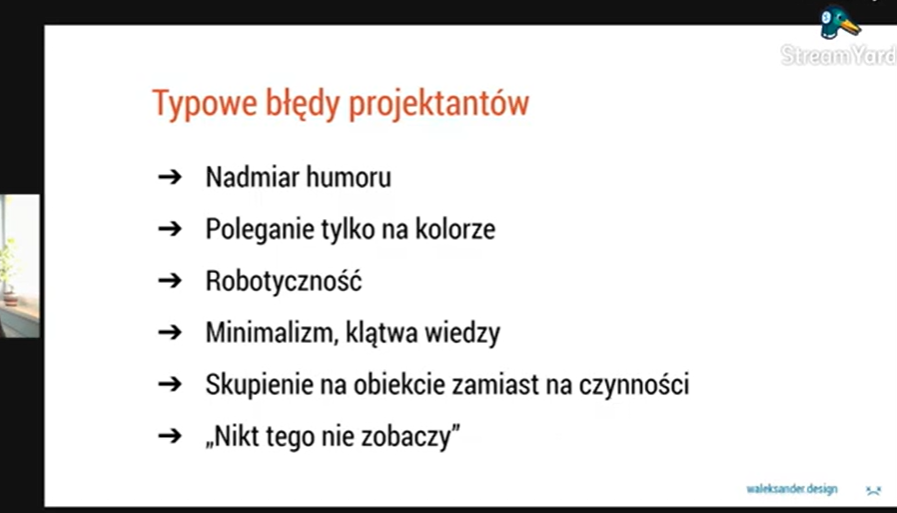 StreamYard
Typowe błędy projektantów
➔ Nadmiar humoru
➔ Poleganie tylko na kolorze
➔ Robotyczność
➔ Minimalizm, klątwa wiedzy
➔ Skupienie na obiekcie zamiast na czynności
➔ „Nikt tego nie zobaczy”
waleksander.design